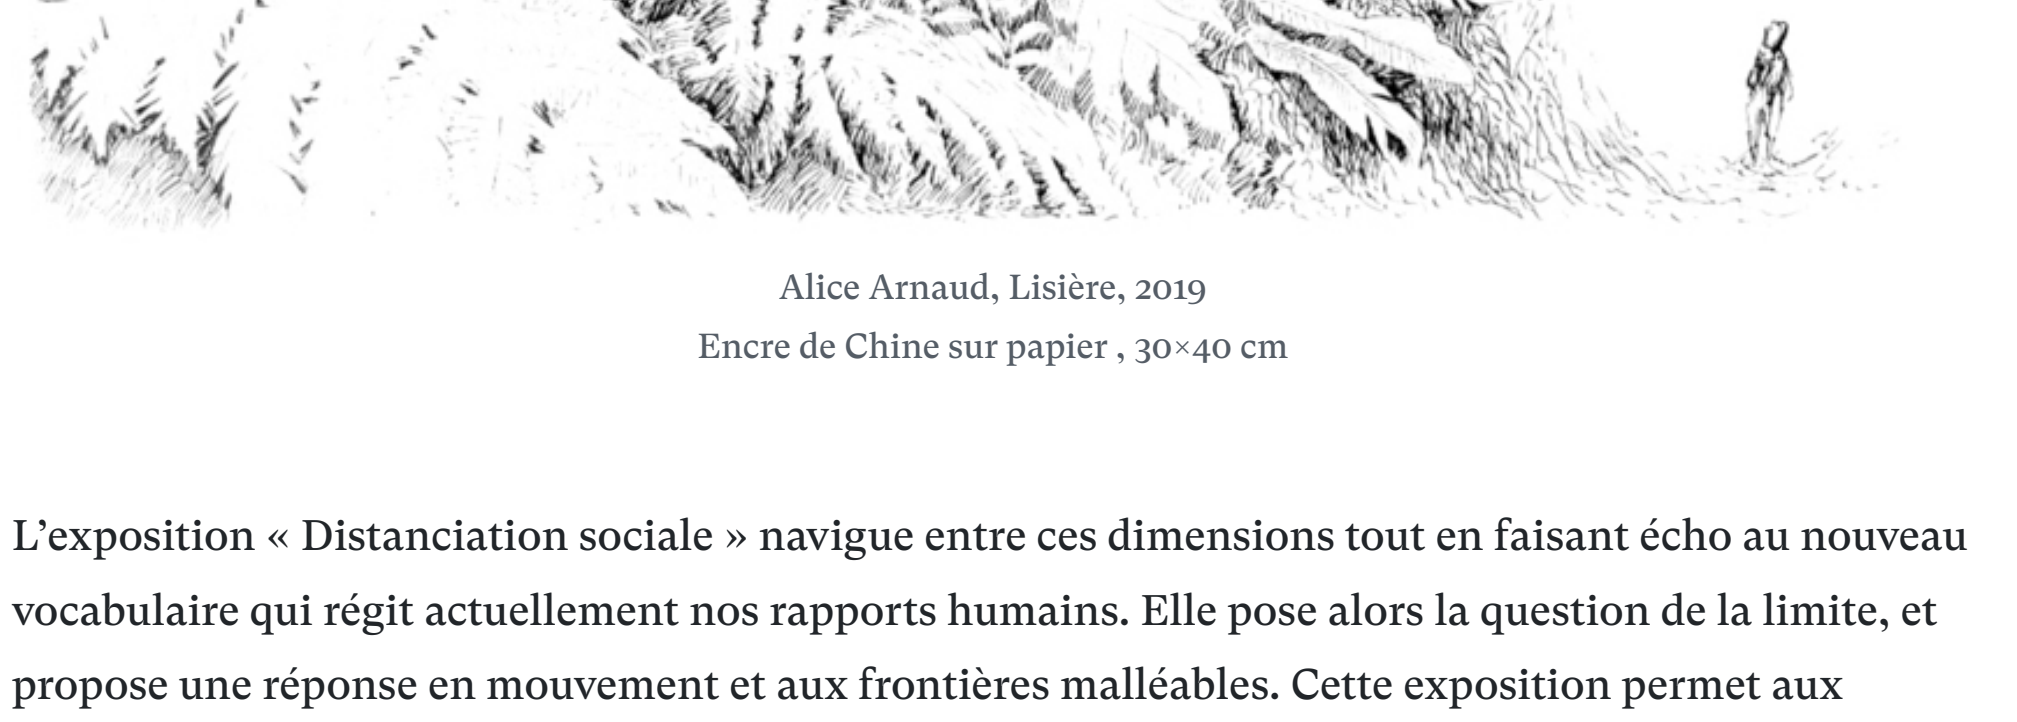 Alice Arnaud, Lisière, 2019
Encre de Chine sur papier , 30×40 cm
L’exposition « Distanciation sociale » navigue entre ces dimensions tout en faisant écho au nouveau
vocabulaire qui régit actuellement nos rapports humains. Elle pose alors la question de la limite, et
propose une réponse en mouvement et aux frontières malléables. Cette exposition permet aux